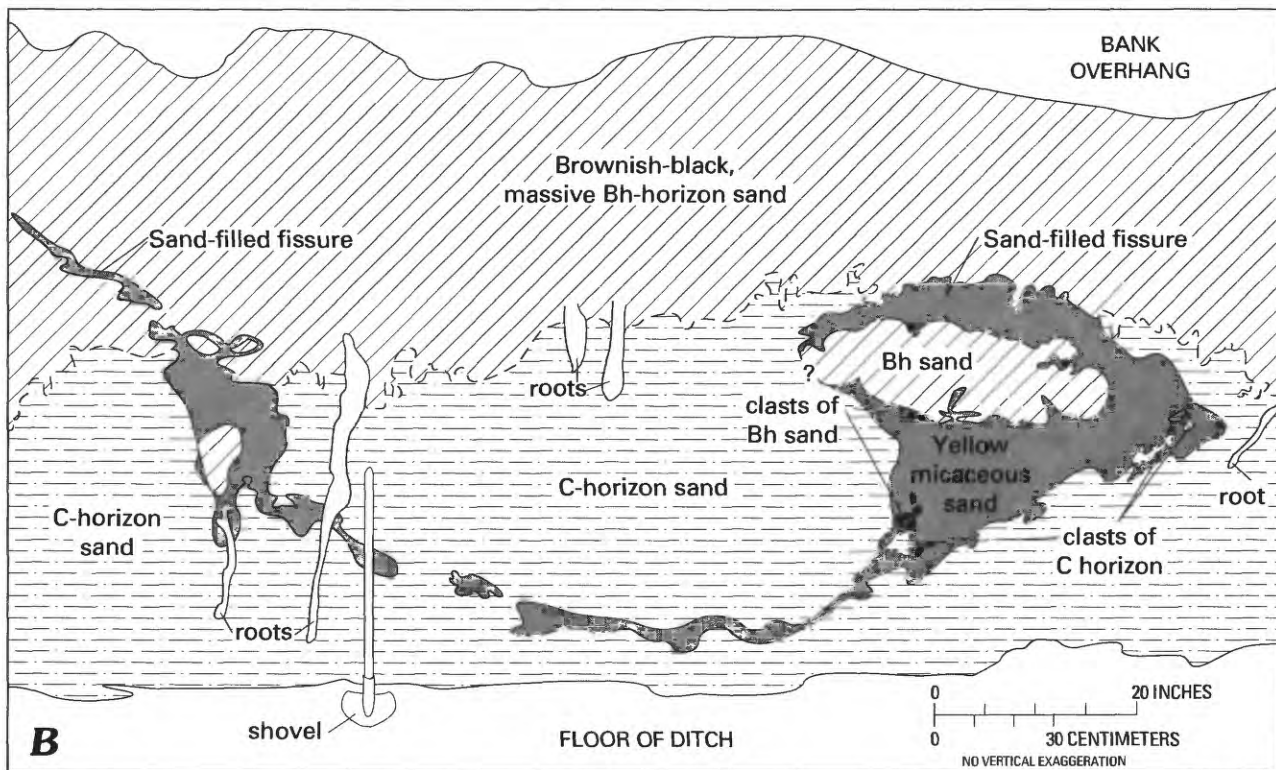 BANK
OVERHANG
Brownish-black,
massive Bh-horizon sand
Sand-filled fissure
Sand-filled fissure
roots
Bh sand
?
clasts of
Bh sand
Yellow
micaceous
sand
C-horizon sand
root
C-horizon
sand
clasts of
C horizon
roots
shovel
B
FLOOR OF DITCH
0 20 INCHES
0 30 CENTIMETERS
NO VERTICAL EXAGGERATION